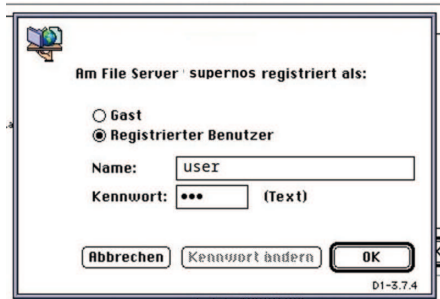 Am File Server supernos registriert als:
Gast
Registrierter Benutzer
Name: user
Kennwort: ••• (Text)
Abbrechen Kennwort ändern OK
D1-3.7.4